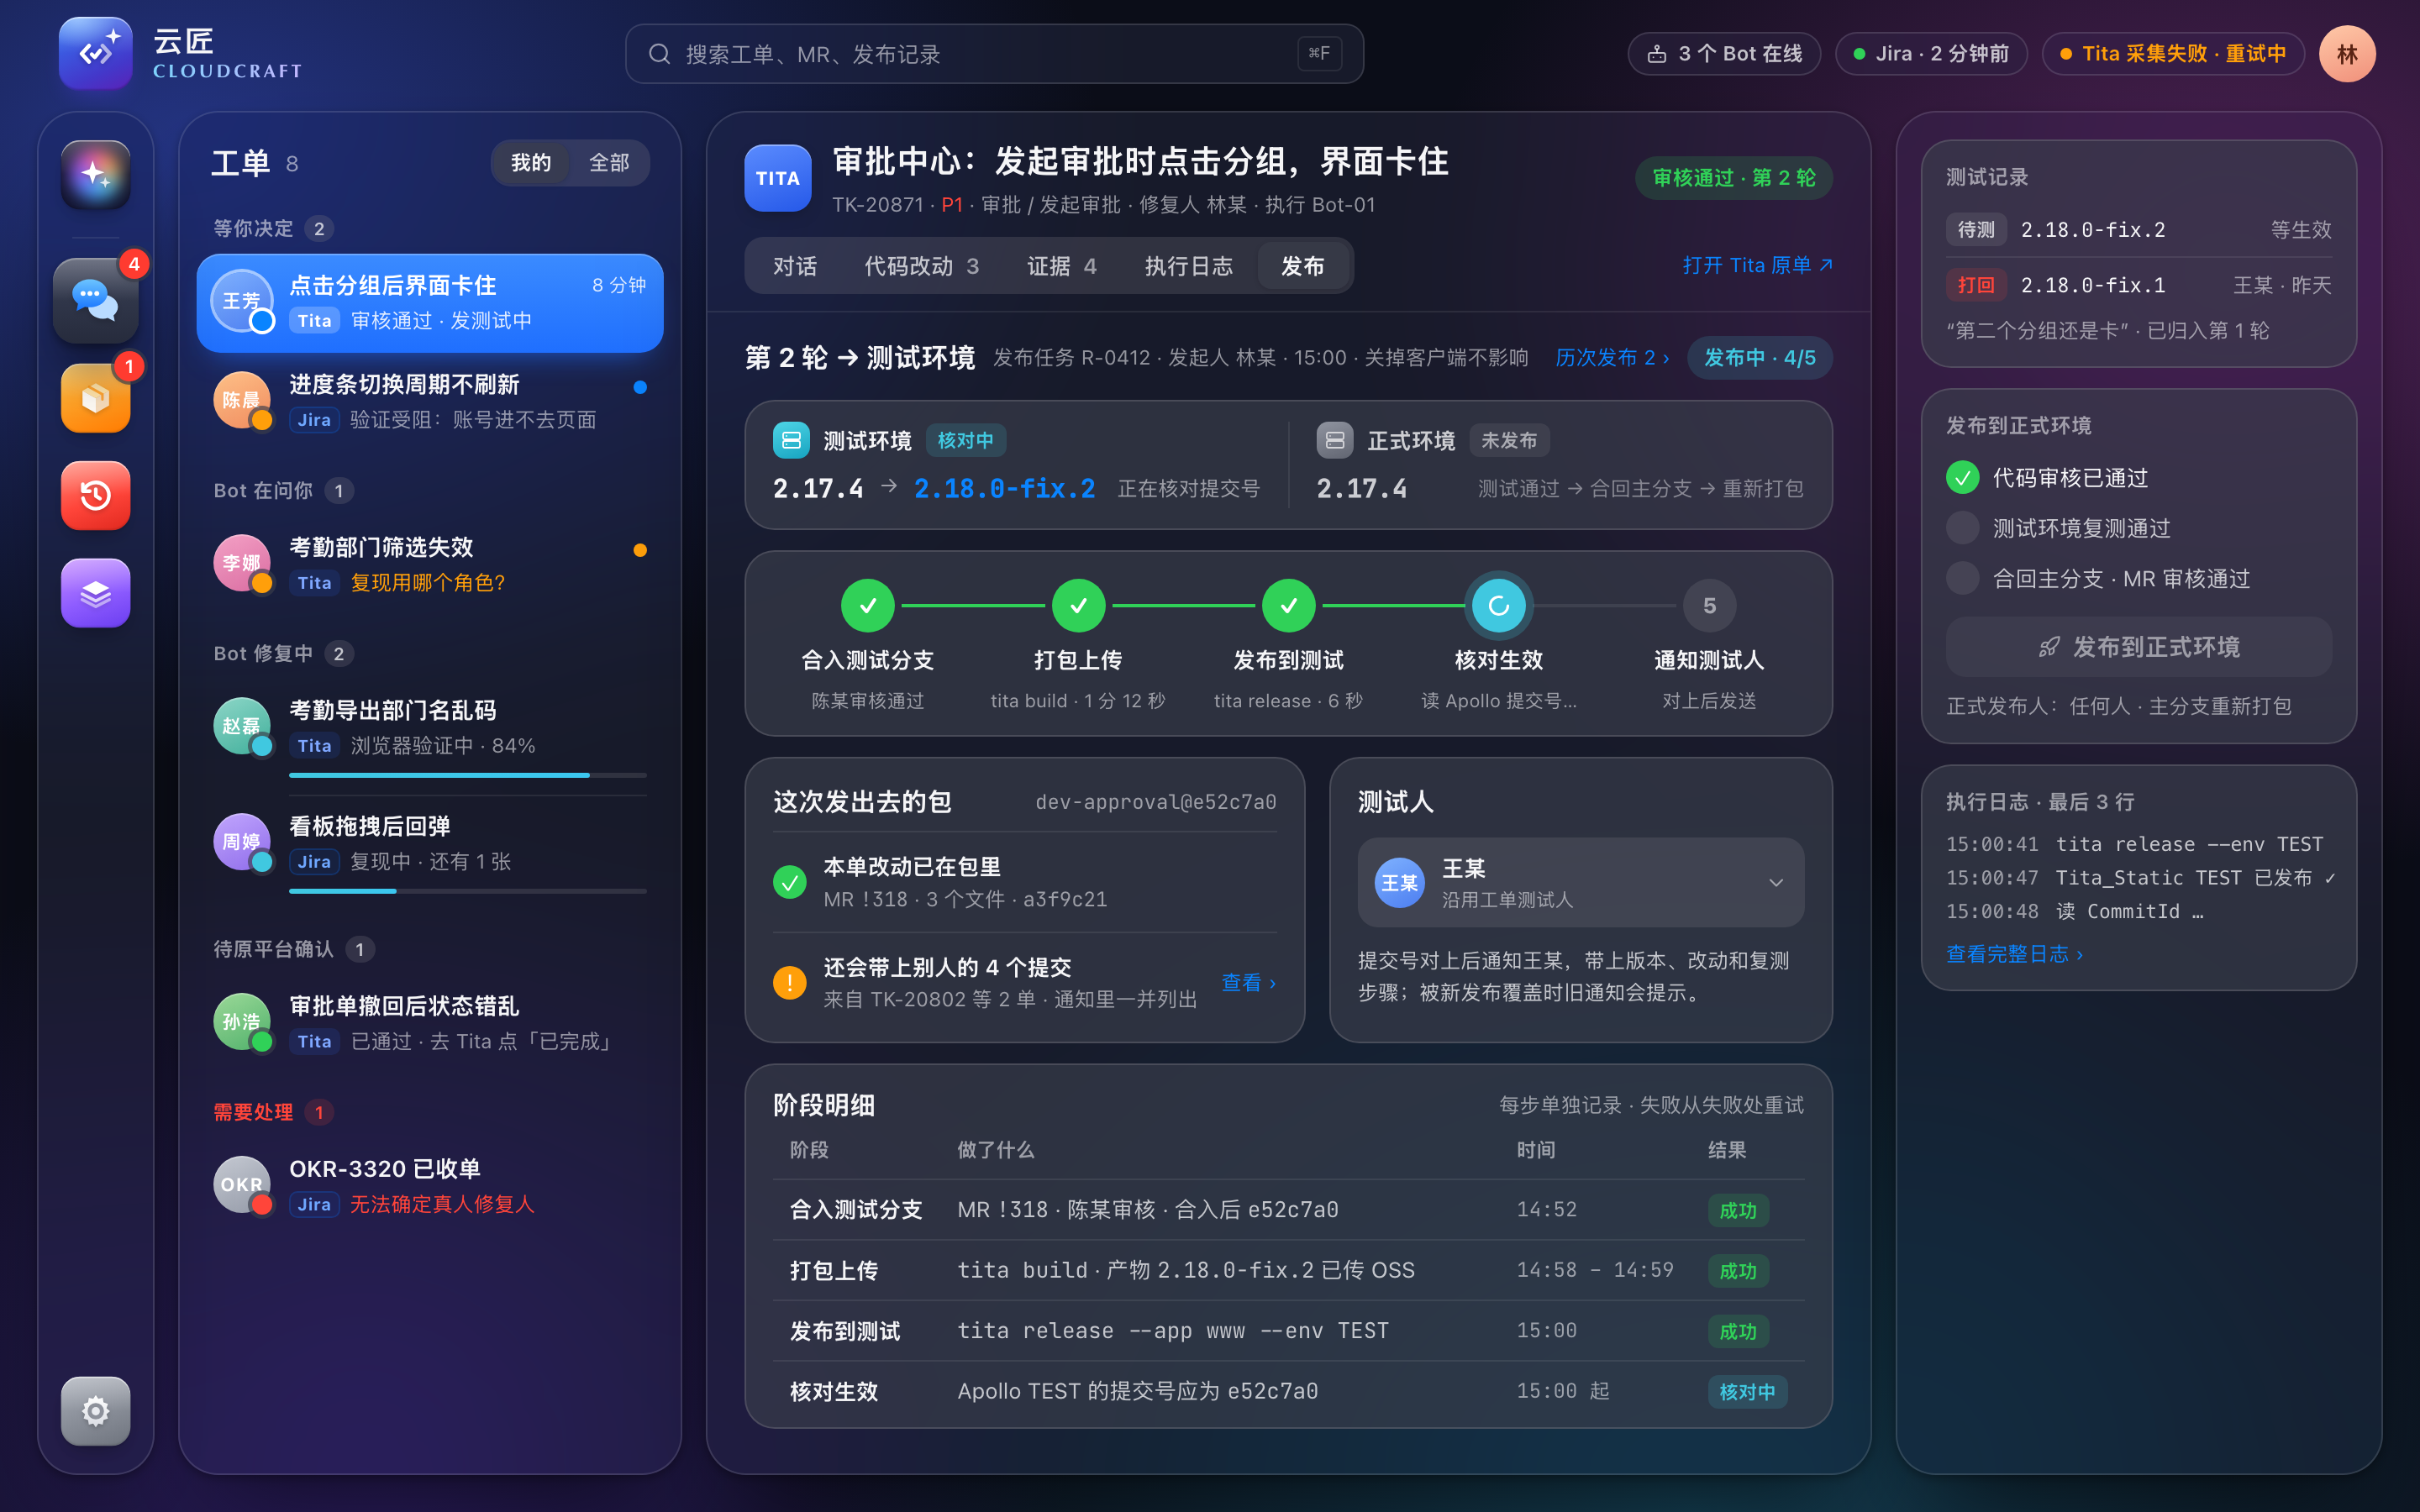 云匠
CLOUDCRAFT
搜索工单、MR、发布记录
⌘F
3 个 Bot 在线
Jira · 2 分钟前
Tita 采集失败 · 重试中
林
4
1
工单 8
我的 全部
等你决定 2
王芳
点击分组后界面卡住 8 分钟
Tita 审核通过 · 发测试中
陈晨
进度条切换周期不刷新
Jira 验证受阻：账号进不去页面
Bot 在问你 1
李娜
考勤部门筛选失效
Tita 复现用哪个角色？
Bot 修复中 2
赵磊
考勤导出部门名乱码
Tita 浏览器验证中 · 84%
周婷
看板拖拽后回弹
Jira 复现中 · 还有 1 张
待原平台确认 1
孙浩
审批单撤回后状态错乱
Tita 已通过 · 去 Tita 点「已完成」
需要处理 1
OKR
OKR-3320 已收单
Jira 无法确定真人修复人
TITA
审批中心：发起审批时点击分组，界面卡住
TK-20871 · P1 · 审批 / 发起审批 · 修复人 林某 · 执行 Bot-01
审核通过 · 第 2 轮
对话 代码改动 3 证据 4 执行日志 发布
打开 Tita 原单 ↗
第 2 轮 → 测试环境 发布任务 R-0412 · 发起人 林某 · 15:00 · 关掉客户端不影响 历次发布 2 › 发布中 · 4/5
测试环境 核对中
2.17.4 → 2.18.0-fix.2 正在核对提交号
正式环境 未发布
2.17.4 测试通过 → 合回主分支 → 重新打包
5
合入测试分支 打包上传 发布到测试 核对生效 通知测试人
陈某审核通过 tita build · 1 分 12 秒 tita release · 6 秒 读 Apollo 提交号… 对上后发送
这次发出去的包 dev-approval@e52c7a0
本单改动已在包里
MR !318 · 3 个文件 · a3f9c21
还会带上别人的 4 个提交
来自 TK-20802 等 2 单 · 通知里一并列出
查看 ›
测试人
王某
王某
沿用工单测试人
提交号对上后通知王某，带上版本、改动和复测
步骤；被新发布覆盖时旧通知会提示。
阶段明细 每步单独记录 · 失败从失败处重试
阶段 做了什么 时间 结果
合入测试分支 MR !318 · 陈某审核 · 合入后 e52c7a0 14:52 成功
打包上传 tita build · 产物 2.18.0-fix.2 已传 OSS 14:58 – 14:59 成功
发布到测试 tita release --app www --env TEST 15:00 成功
核对生效 Apollo TEST 的提交号应为 e52c7a0 15:00 起 核对中
测试记录
待测 2.18.0-fix.2 等生效
打回 2.18.0-fix.1 王某 · 昨天
“第二个分组还是卡” · 已归入第 1 轮
发布到正式环境
代码审核已通过
测试环境复测通过
合回主分支 · MR 审核通过
发布到正式环境
正式发布人：任何人 · 主分支重新打包
执行日志 · 最后 3 行
15:00:41 tita release --env TEST
15:00:47 Tita_Static TEST 已发布 ✓
15:00:48 读 CommitId …
查看完整日志 ›